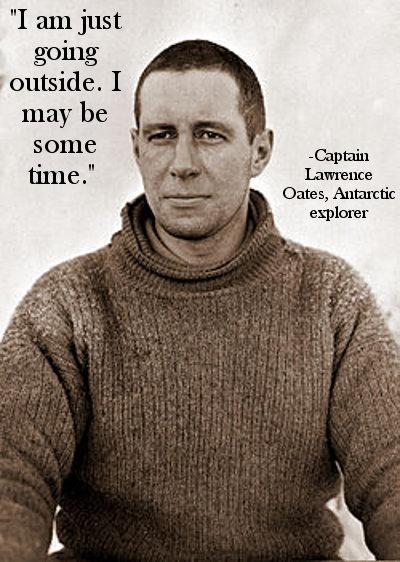 "I am just
going
outside. I
may be
some
time."
-Captain
Lawrence
Oates, Antarctic
explorer